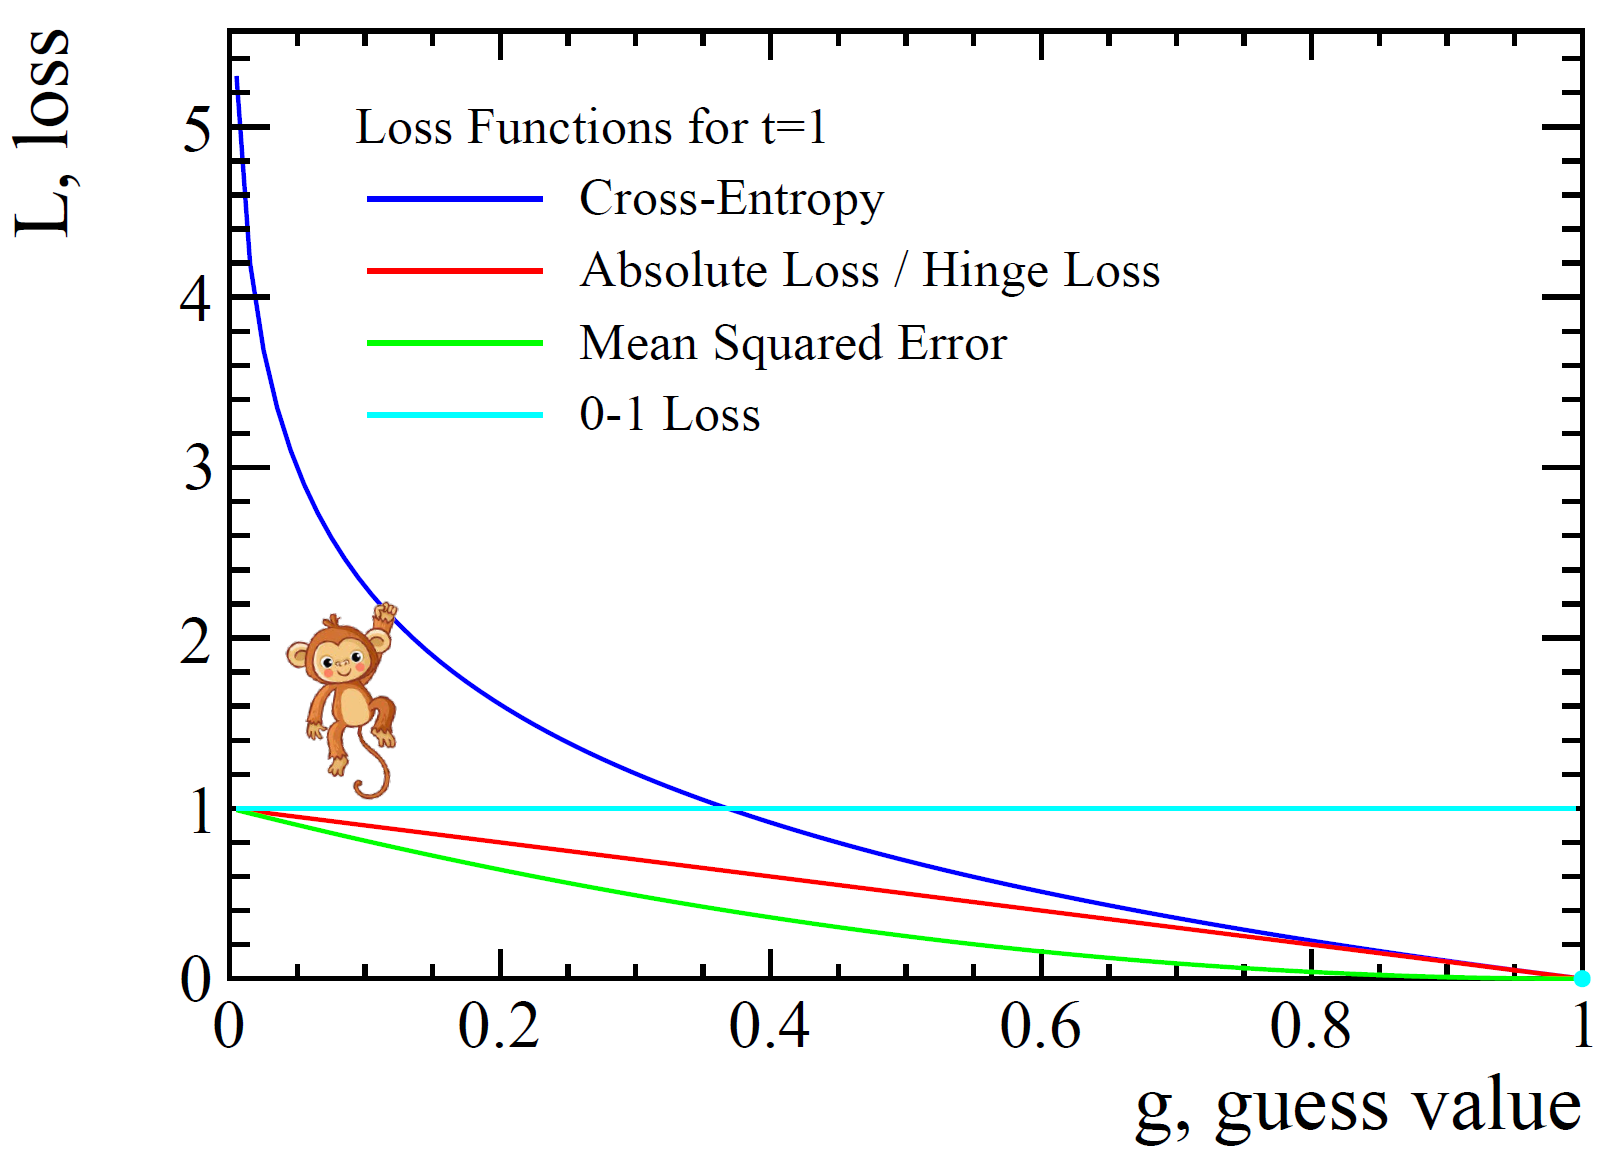 L, loss
5
4
3
2
1
0
Loss Functions for t=1
Cross-Entropy
Absolute Loss / Hinge Loss
Mean Squared Error
0-1 Loss
0 0.2 0.4 0.6 0.8 1
g, guess value